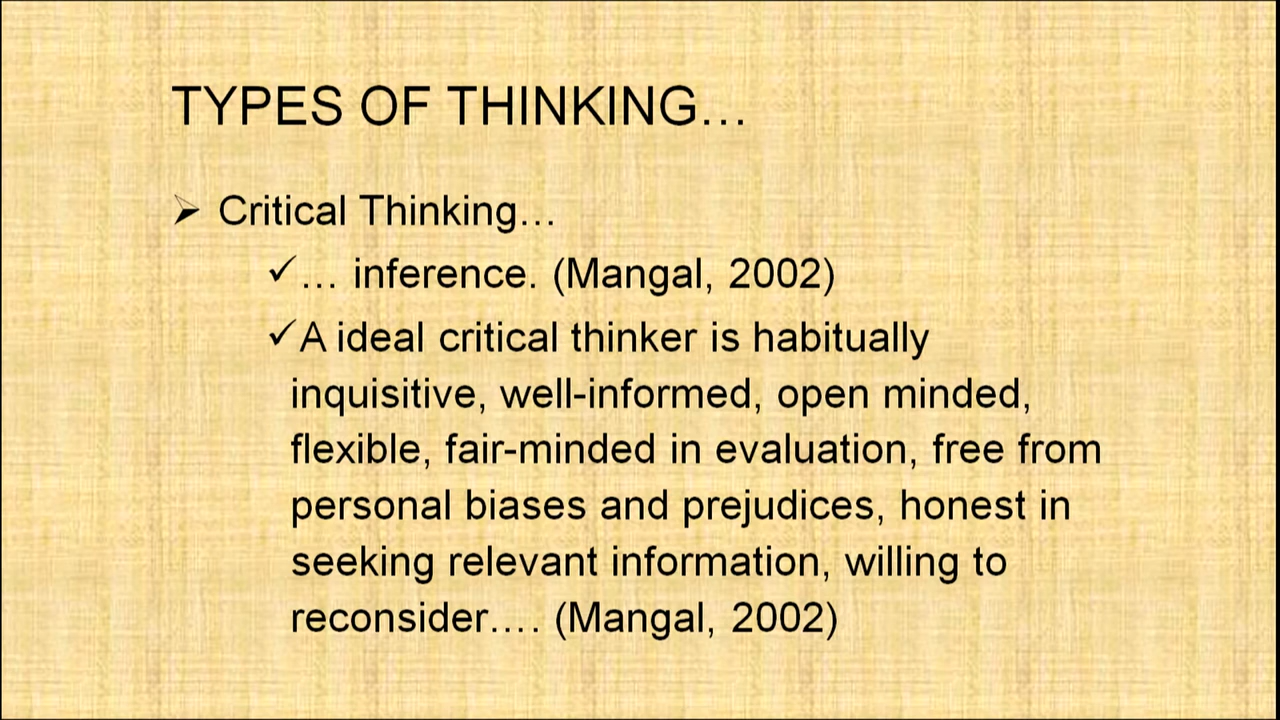 TYPES OF THINKING…
Critical Thinking…
… inference. (Mangal, 2002)
A ideal critical thinker is habitually
inquisitive, well-informed, open minded,
flexible, fair-minded in evaluation, free from
personal biases and prejudices, honest in
seeking relevant information, willing to
reconsider…. (Mangal, 2002)